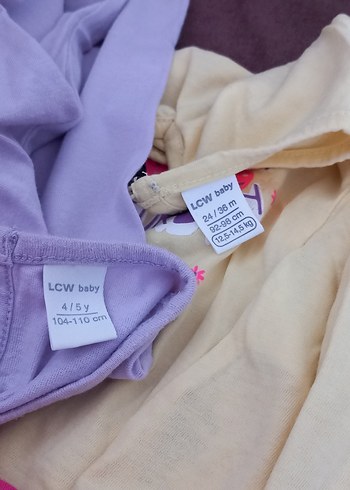 LCW baby
24 / 36 m
92-98 cm
12,5-14,5 kg
LCW baby
4 / 5 y
104-110 cm